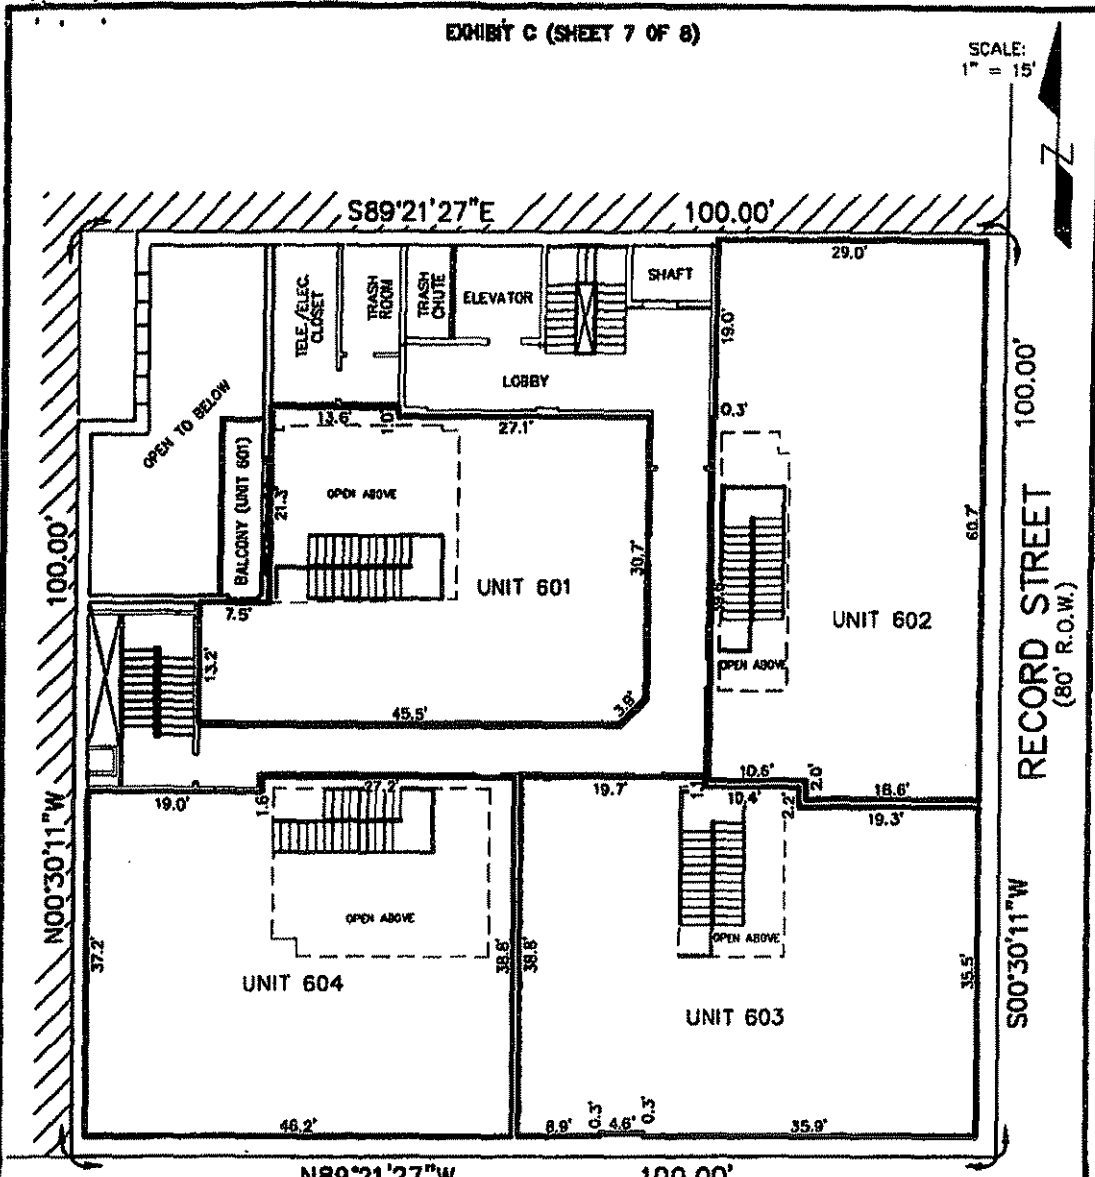 EXHIBIT C (SHEET 7 OF 8)
SCALE:
1" = 15'
Z
S89°21'27"E
100.00'
29.0'
TELE./ELEC.
CLOSET
TRASH
ROOM
TRASH
CHUTE
ELEVATOR
SHAFT
19.0'
LOBBY
0.3'
100.00'
OPEN TO BELOW
13.6'
1.0'
27.1'
BALCONY (UNIT 601)
21.3'
OPEN ABOVE
30.7'
60.7'
100.00'
RECORD STREET
(80' R.O.W.)
UNIT 601
UNIT 602
7.5'
13.2'
OPEN ABOVE
45.5'
3.8'
19.0'
1.6'
27.2'
19.7'
1.1'
10.6'
10.4'
2.0'
2.2'
18.6'
19.3'
N00°30'11"W
OPEN ABOVE
OPEN ABOVE
37.2'
38.8'
38.8'
35.5'
S00°30'11"W
UNIT 604
UNIT 603
46.2'
8.9'
0.3'
4.6'
0.3'
35.9'
N89°21'27"W
100.00'